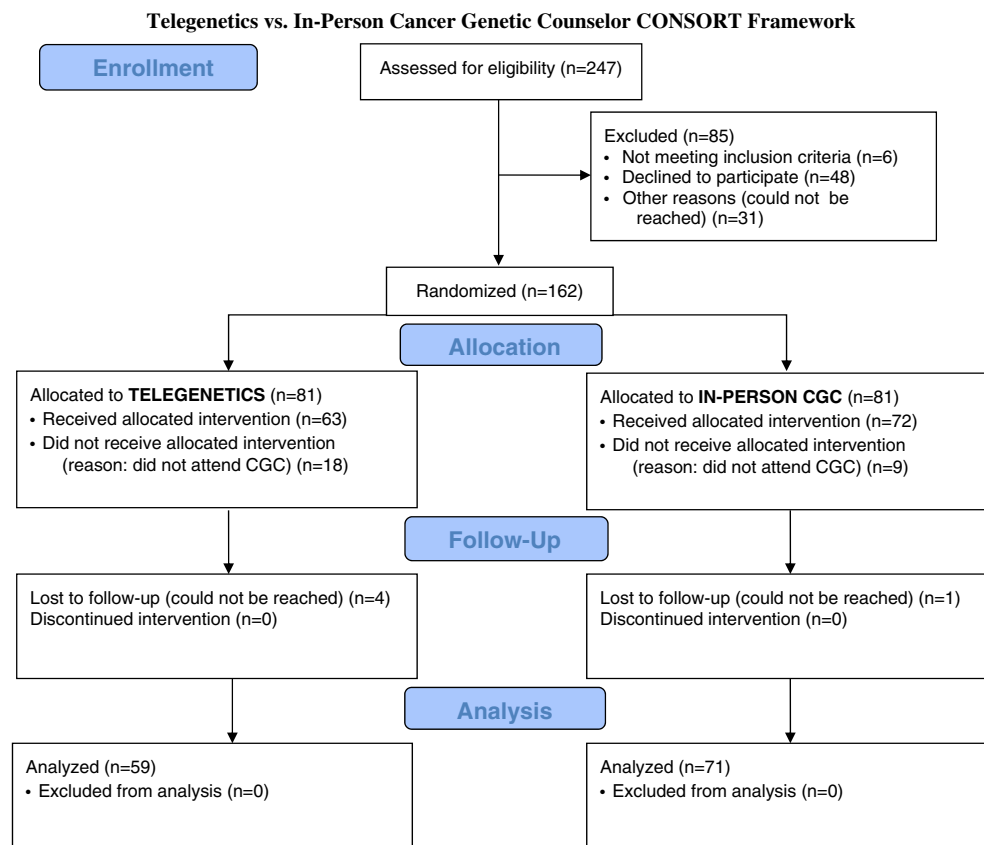 Telegenetics vs. In-Person Cancer Genetic Counselor CONSORT Framework
Enrollment
Assessed for eligibility (n=247)
Excluded (n=85)
• Not meeting inclusion criteria (n=6)
• Declined to participate (n=48)
• Other reasons (could not be
reached) (n=31)
Randomized (n=162)
Allocation
Allocated to TELEGENETICS (n=81)
• Received allocated intervention (n=63)
• Did not receive allocated intervention
(reason: did not attend CGC) (n=18)
Allocated to IN-PERSON CGC (n=81)
• Received allocated intervention (n=72)
• Did not receive allocated intervention
(reason: did not attend CGC) (n=9)
Follow-Up
Lost to follow-up (could not be reached) (n=4)
Discontinued intervention (n=0)
Lost to follow-up (could not be reached) (n=1)
Discontinued intervention (n=0)
Analysis
Analyzed (n=59)
• Excluded from analysis (n=0)
Analyzed (n=71)
• Excluded from analysis (n=0)